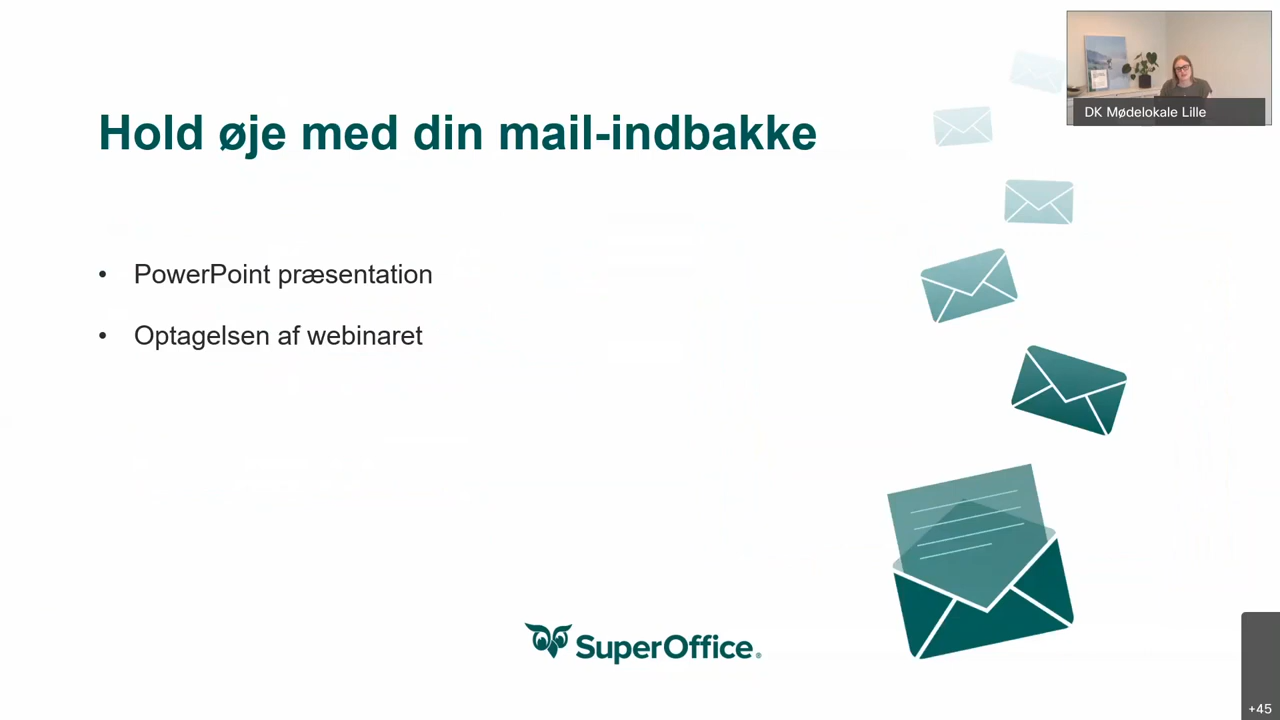 Hold øje med din mail-indbakke
DK Mødelokale Lille
• PowerPoint præsentation
• Optagelsen af webinaret
SuperOffice®
+45